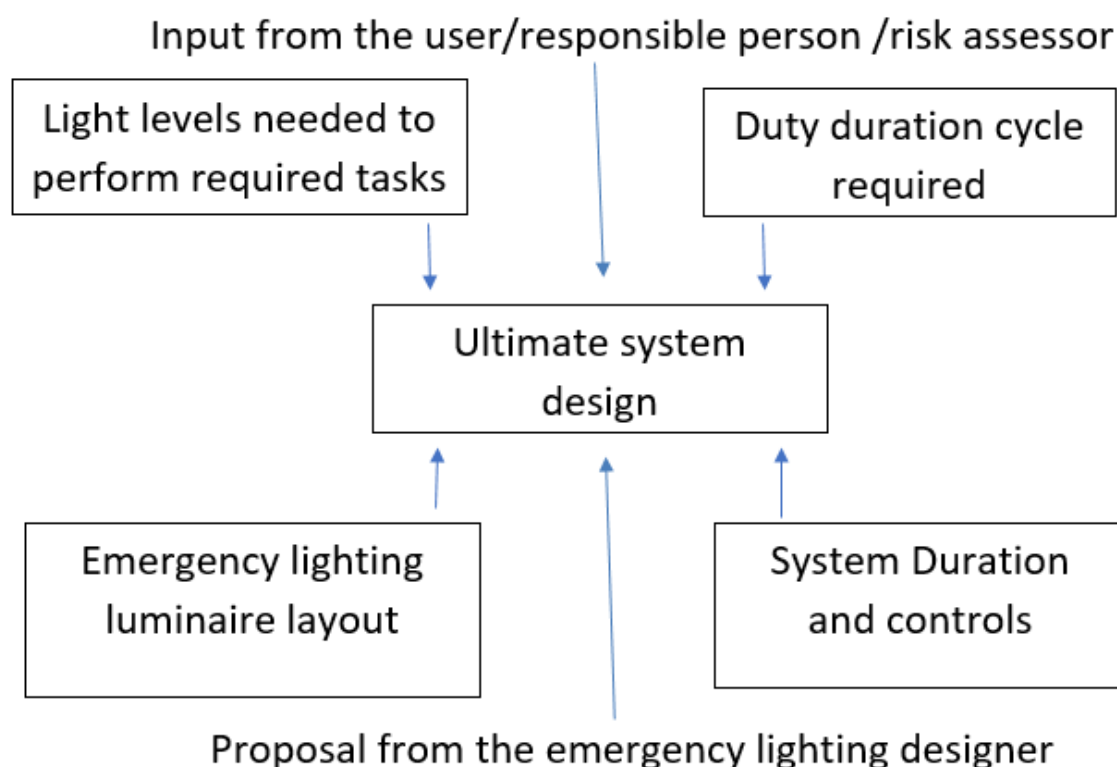 Input from the user/responsible person /risk assessor
Light levels needed to
perform required tasks
Duty duration cycle
required
Ultimate system
design
Emergency lighting
luminaire layout
System Duration
and controls
Proposal from the emergency lighting designer